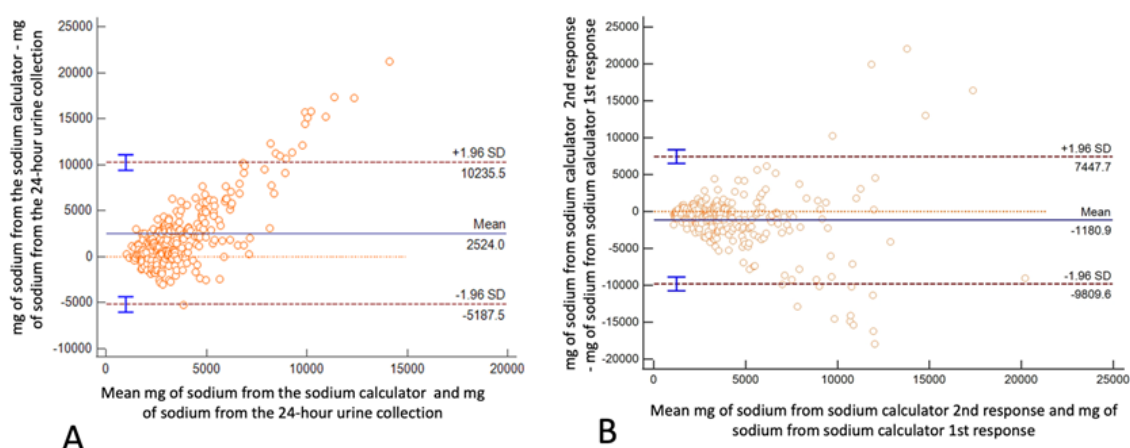 mg of sodium from the sodium calculator - mg
of sodium from the 24-hour urine collection
25000
20000
15000
10000
5000
0
-5000
-10000
+1.96 SD
10235.5
Mean
2524.0
-1.96 SD
-5187.5
0
5000
10000
15000
20000
Mean mg of sodium from the sodium calculator and mg
of sodium from the 24-hour urine collection
A
mg of sodium from sodium calculator 2nd response
- mg of sodium from sodium calculator 1st response
25000
20000
15000
10000
5000
0
-5000
-10000
-15000
-20000
+1.96 SD
7447.7
Mean
-1180.9
-1.96 SD
-9809.6
0
5000
10000
15000
20000
25000
Mean mg of sodium from sodium calculator 2nd response and mg of
sodium from sodium calculator 1st response
B